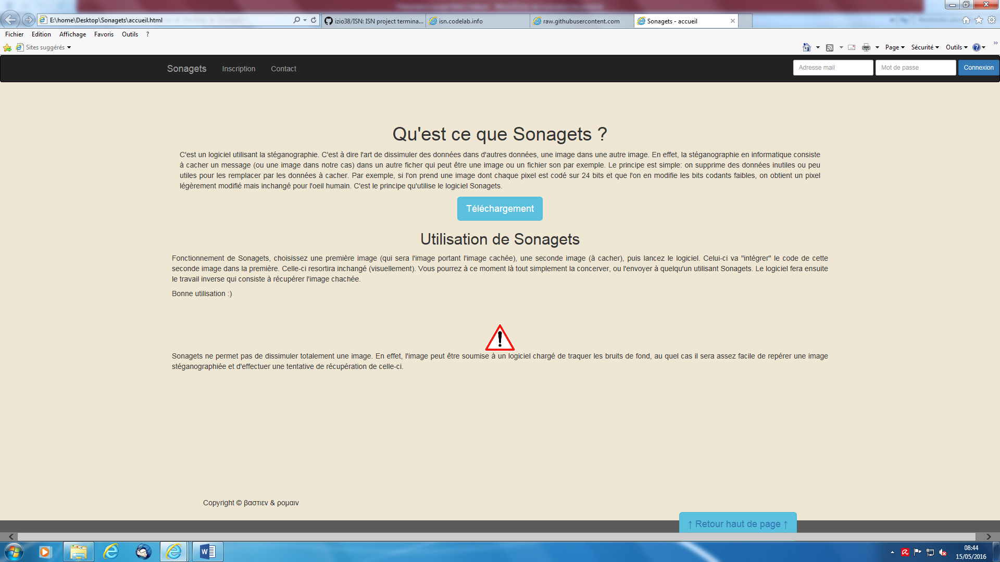 E:\home\Desktop\Sonagets\accueil.html
izio38/ISN: ISN project termina...
isn.codelab.info
raw.githubusercontent.com
Sonagets - accueil
Fichier Edition Affichage Favoris Outils ?
Sites suggérés
Page Sécurité Outils
Sonagets Inscription Contact
Adresse mail Mot de passe Connexion
Qu'est ce que Sonagets ?
C'est un logiciel utilisant la stéganographie. C'est à dire l'art de dissimuler des données dans d'autres données, une image dans une autre image. En effet, la stéganographie en informatique consiste
à cacher un message (ou une image dans notre cas) dans un autre ficher qui peut être une image ou un fichier son par exemple. Le principe est simple: on supprime des données inutiles ou peu
utiles pour les remplacer par les données à cacher. Par exemple, si l'on prend une image dont chaque pixel est codé sur 24 bits et que l'on en modifie les bits codants faibles, on obtient un pixel
légèrement modifié mais inchangé pour l'oeil humain. C'est le principe qu'utilise le logiciel Sonagets.
Téléchargement
Utilisation de Sonagets
Fonctionnement de Sonagets, choisissez une première image (qui sera l'image portant l'image cachée), une seconde image (à cacher), puis lancez le logiciel. Celui-ci va "intégrer" le code de cette
seconde image dans la première. Celle-ci resortira inchangé (visuellement). Vous pourrez à ce moment là tout simplement la concerver, ou l'envoyer à quelqu'un utilisant Sonagets. Le logiciel fera ensuite
le travail inverse qui consiste à récupérer l'image chachée.
Bonne utilisation :)
Sonagets ne permet pas de dissimuler totalement une image. En effet, l'image peut être soumise à un logiciel chargé de traquer les bruits de fond, au quel cas il sera assez facile de repérer une image
stéganographiée et d'effectuer une tentative de récupération de celle-ci.
Copyright © βαστιεν & ρομαιν
↑ Retour haut de page ↑
08:44
15/05/2016